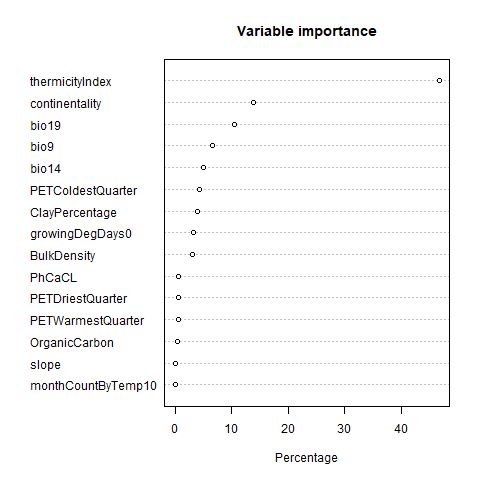 Variable importance
thermicityIndex
continentality
bio19
bio9
bio14
PETColdestQuarter
ClayPercentage
growingDegDays0
BulkDensity
PhCaCL
PETDriestQuarter
PETWarmestQuarter
OrganicCarbon
slope
monthCountByTemp10
0 10 20 30 40
Percentage